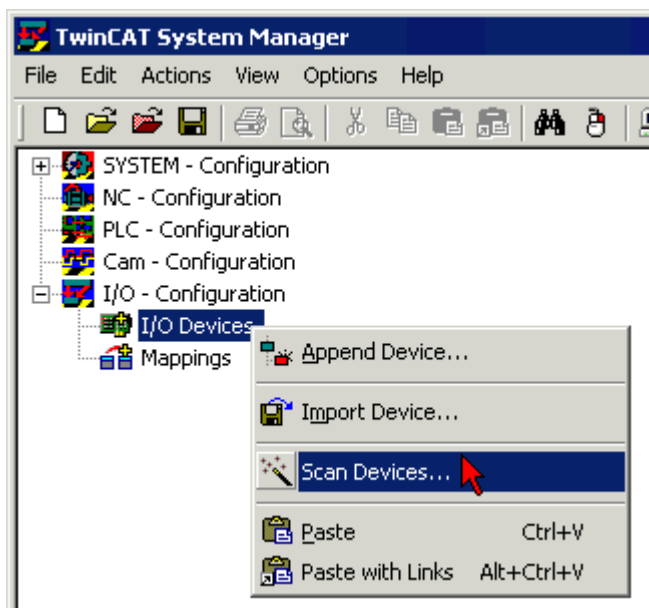 TwinCAT System Manager
File Edit Actions View Options Help
SYSTEM - Configuration
NC - Configuration
PLC - Configuration
Cam - Configuration
I/O - Configuration
I/O Devices
Mappings
Append Device...
Import Device...
Scan Devices...
Paste Ctrl+V
Paste with Links Alt+Ctrl+V